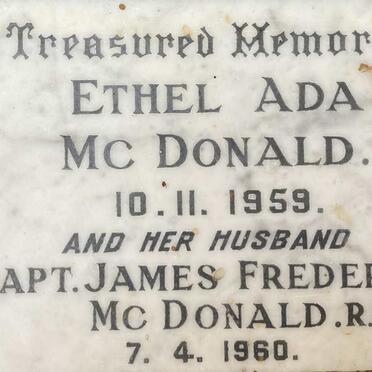 Treasured Memor
ETHEL ADA
MC DONALD.
10.11.1959.
AND HER HUSBAND
APT. JAMES FREDE
MC DONALD.R.
7. 4. 1960.